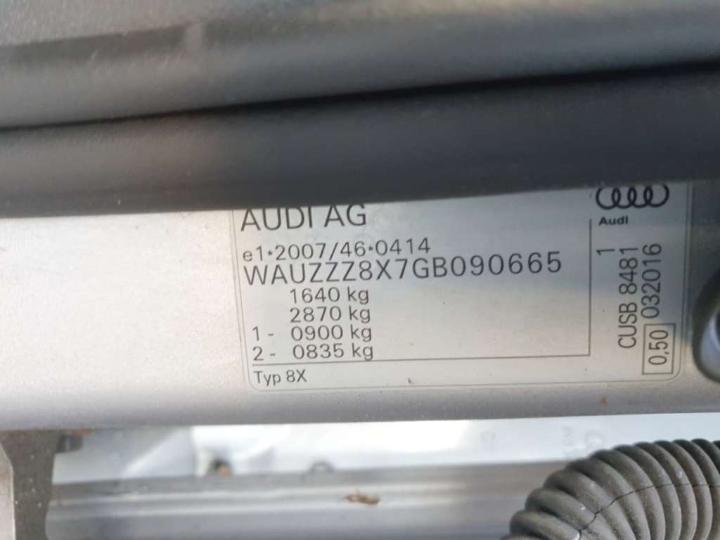 AUDI AG
e1*2007/46*0414
WAUZZZ8X7GB090665
1640 kg
2870 kg
1 - 0900 kg
2 - 0835 kg
Typ 8X
Audi
CUSB 8481 1
0,50 032016